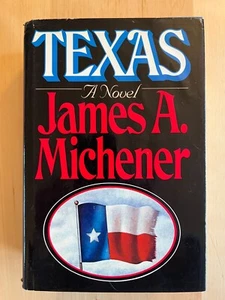 TEXAS
A Novel
James A.
Michener